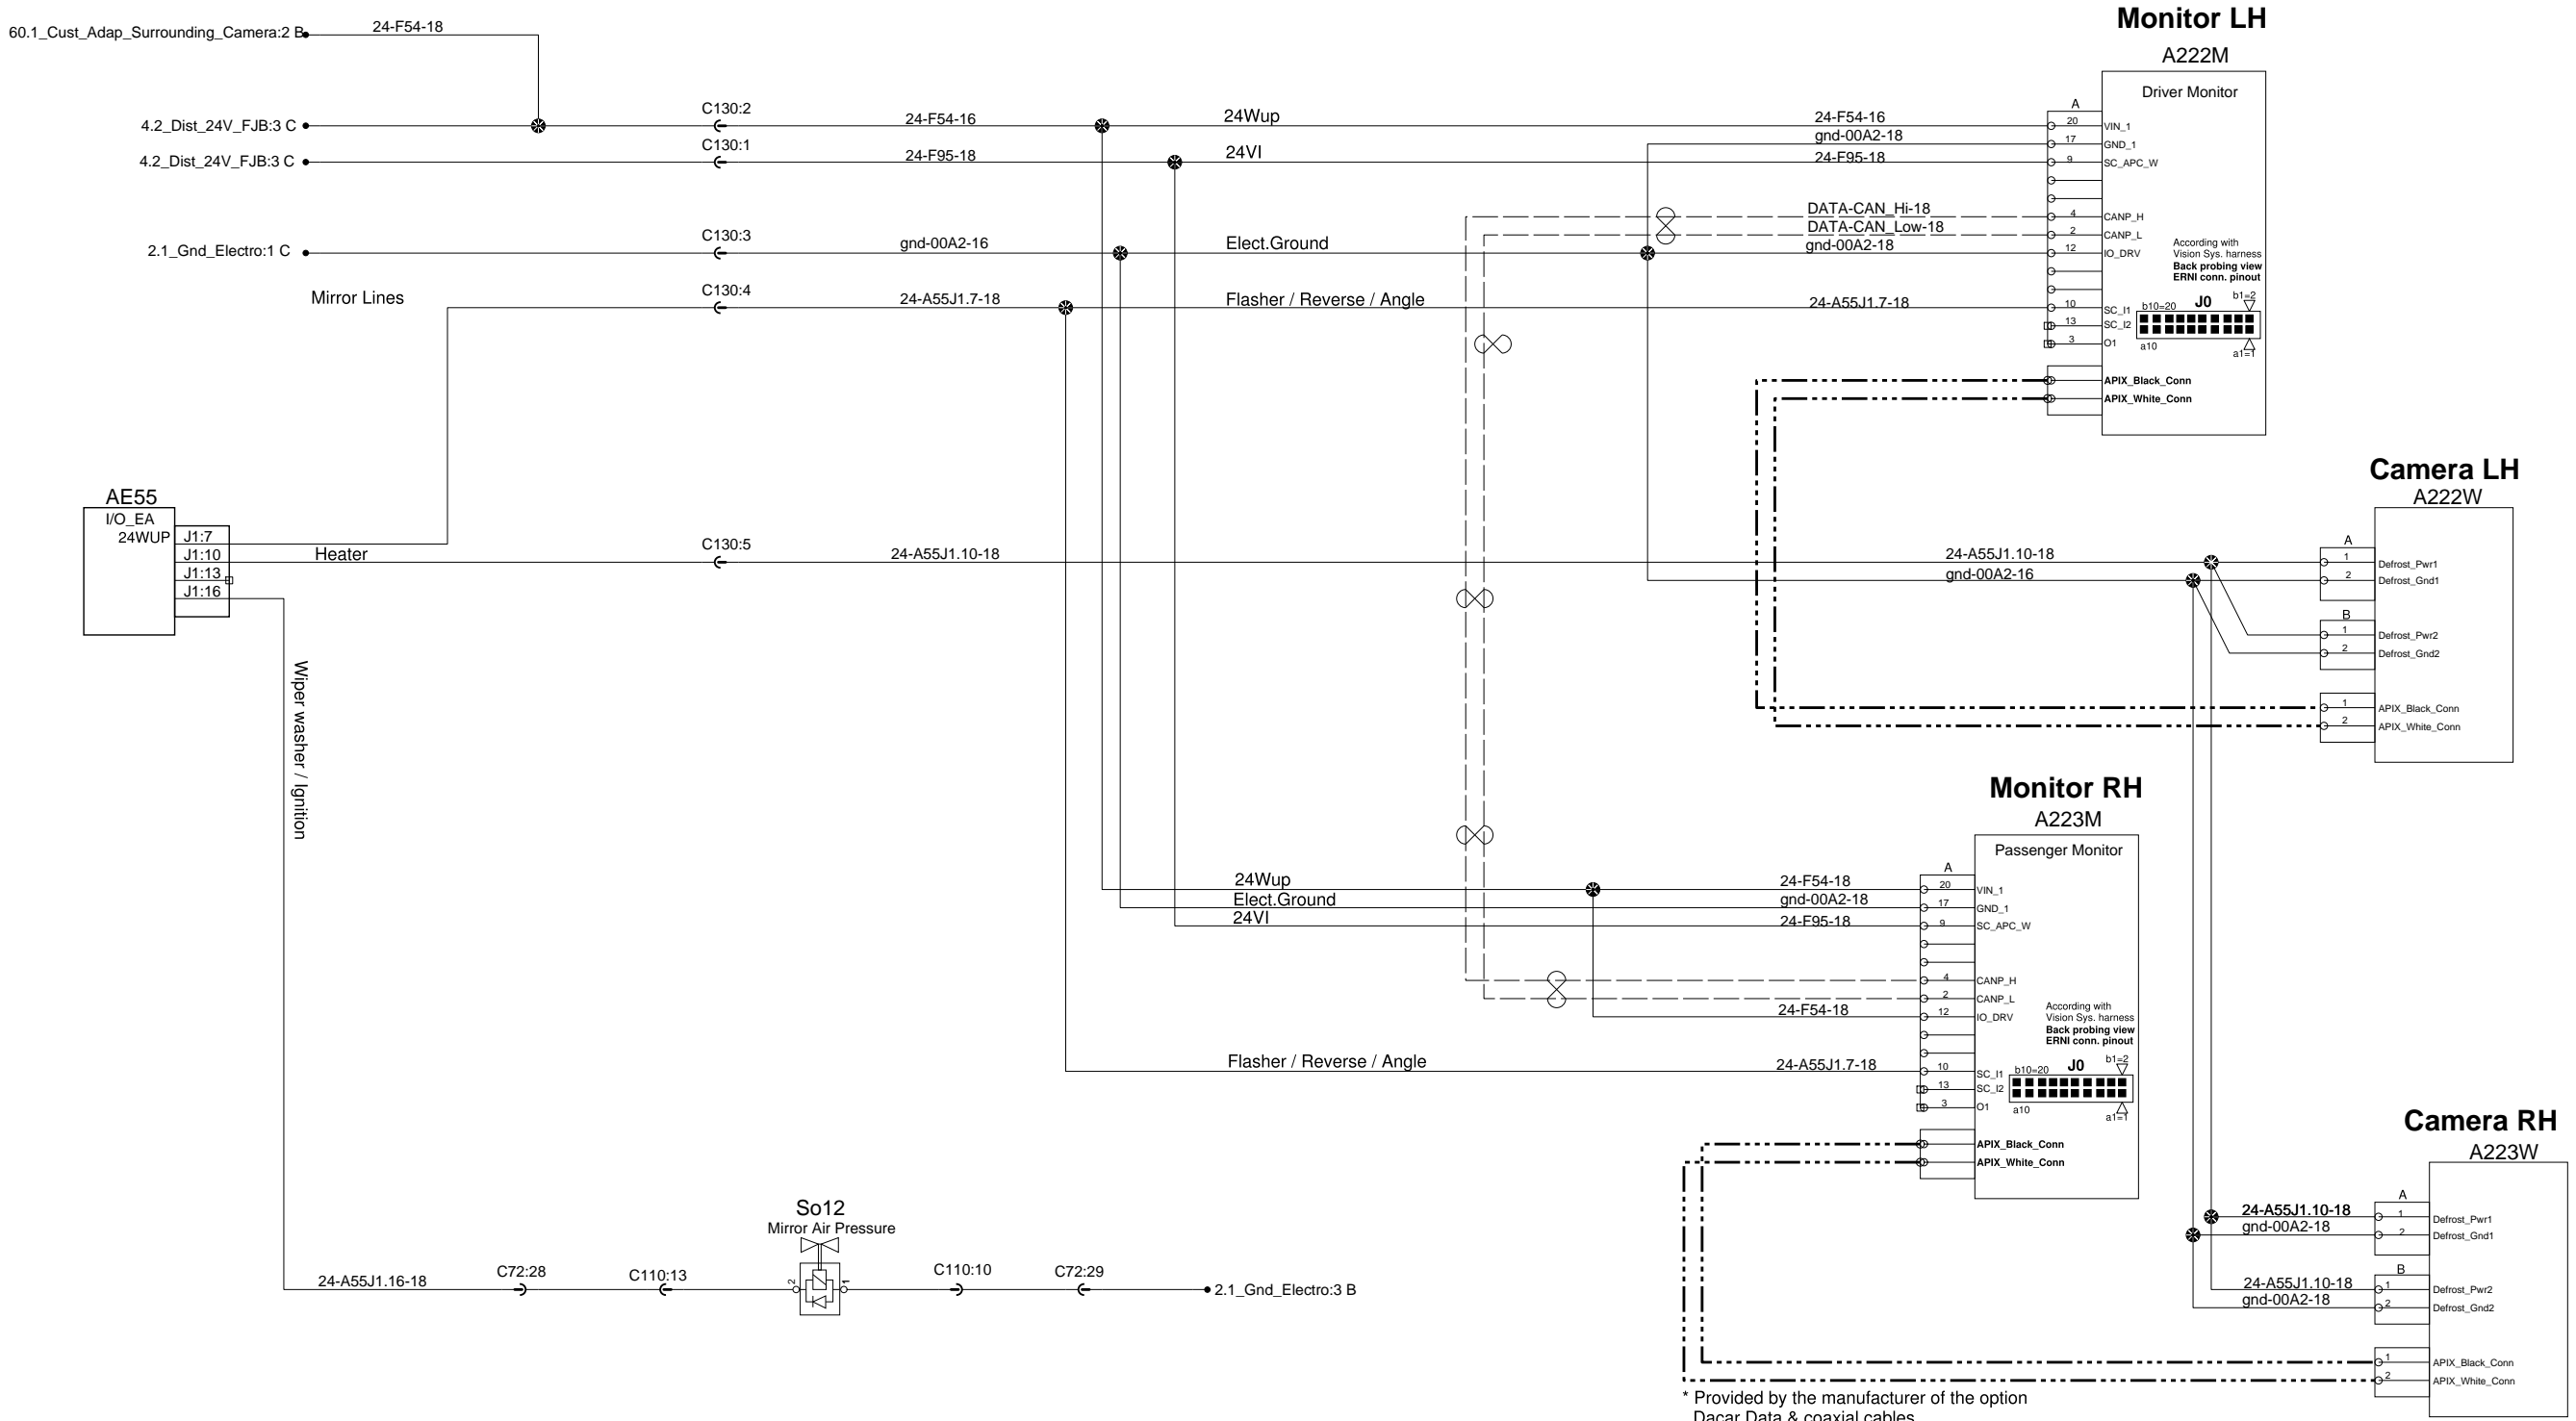 Monitor LH
A222M
60.1_Cust_Adap_Surrounding_Camera:2 B
24-F54-18
Driver Monitor
A
4.2_Dist_24V_FJB:3 C
C130:2
24-F54-16
24Wup
24-F54-16
20
VIN_1
gnd-00A2-18
17
GND_1
4.2_Dist_24V_FJB:3 C
C130:1
24-F95-18
24VI
24-F95-18
9
SC_APC_W
DATA-CAN_Hi-18
4
CANP_H
DATA-CAN_Low-18
2
CANP_L
2.1_Gnd_Electro:1 C
C130:3
gnd-00A2-16
Elect.Ground
gnd-00A2-18
12
IO_DRV
According with
Vision Sys. harness
Back probing view
ERNI conn. pinout
Mirror Lines
C130:4
24-A55J1.7-18
Flasher / Reverse / Angle
24-A55J1.7-18
10
SC_I1
13
SC_I2
3
O1
b10=20
J0
b1=2
a10
a1=1
APIX_Black_Conn
APIX_White_Conn
Camera LH
A222W
AE55
I/O_EA
24WUP
J1:7
J1:10
J1:13
J1:16
Heater
C130:5
24-A55J1.10-18
24-A55J1.10-18
gnd-00A2-16
A
1
Defrost_Pwr1
2
Defrost_Gnd1
B
1
Defrost_Pwr2
2
Defrost_Gnd2
1
APIX_Black_Conn
2
APIX_White_Conn
Wiper washer / Ignition
Monitor RH
A223M
Passenger Monitor
A
24Wup
24-F54-18
20
VIN_1
Elect.Ground
gnd-00A2-18
17
GND_1
24VI
24-F95-18
9
SC_APC_W
4
CANP_H
2
CANP_L
24-F54-18
12
IO_DRV
According with
Vision Sys. harness
Back probing view
ERNI conn. pinout
Flasher / Reverse / Angle
24-A55J1.7-18
10
SC_I1
13
SC_I2
3
O1
b10=20
J0
b1=2
a10
a1=1
APIX_Black_Conn
APIX_White_Conn
Camera RH
A223W
A
24-A55J1.10-18
1
Defrost_Pwr1
gnd-00A2-18
2
Defrost_Gnd1
B
24-A55J1.10-18
1
Defrost_Pwr2
gnd-00A2-18
2
Defrost_Gnd2
1
APIX_Black_Conn
2
APIX_White_Conn
So12
Mirror Air Pressure
24-A55J1.16-18
C72:28
C110:13
2
1
C110:10
C72:29
2.1_Gnd_Electro:3 B
* Provided by the manufacturer of the option
Dacar Data & coaxial cables